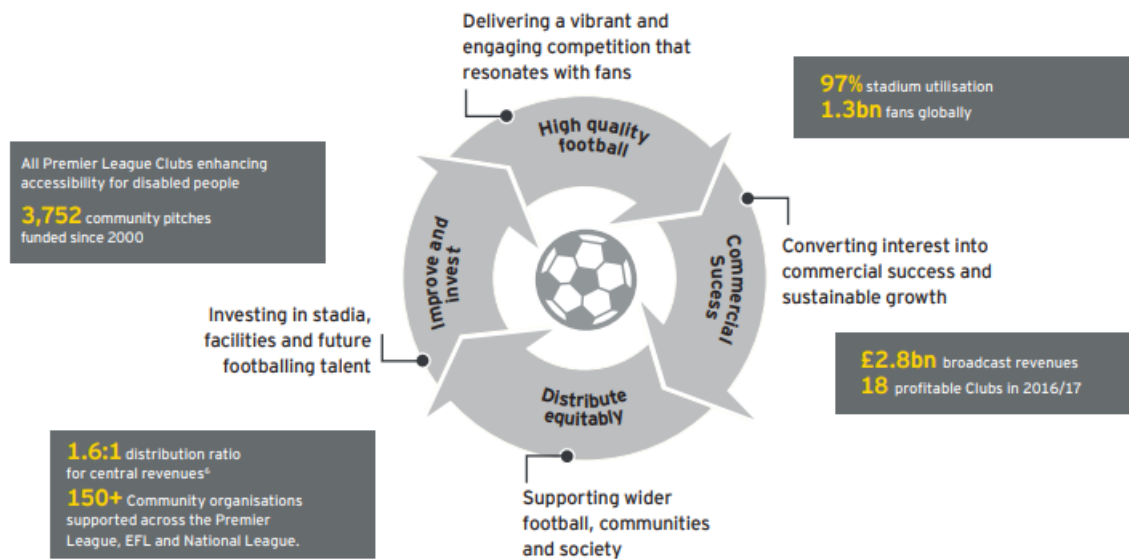 Delivering a vibrant and
engaging competition that
resonates with fans
97% stadium utilisation
1.3bn fans globally
High quality
football
All Premier League Clubs enhancing
accessibility for disabled people
3,752 community pitches
funded since 2000
Improve and
invest
Commercial
Sucess
Converting interest into
commercial success and
sustainable growth
Investing in stadia,
facilities and future
footballing talent
£2.8bn broadcast revenues
18 profitable Clubs in 2016/17
Distribute
equitably
1.6:1 distribution ratio
for central revenues⁶
150+ Community organisations
supported across the Premier
League, EFL and National League.
Supporting wider
football, communities
and society